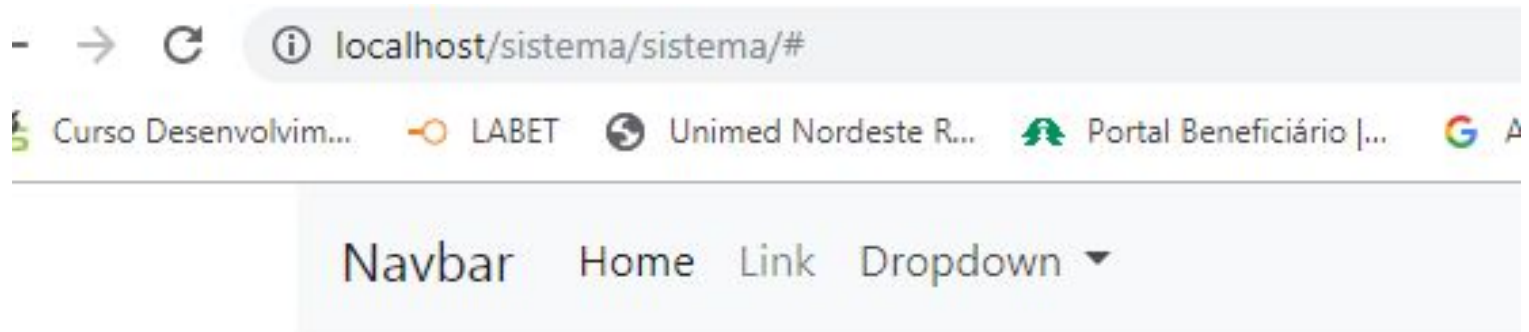 localhost/sistema/sistema/#
Curso Desenvolvim... LABET Unimed Nordeste R... Portal Beneficiário |... A
Navbar Home Link Dropdown